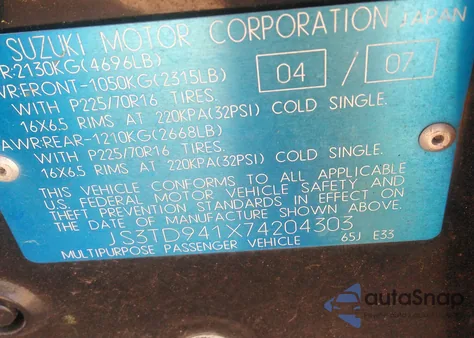 SUZUKI MOTOR CORPORATION JAPAN
R:2130KG(4696LB)
WR:FRONT-1050KG(2315LB) 04 / 07
WITH P225/70R16 TIRES.
16X6.5 RIMS AT 220KPA(32PSI) COLD SINGLE.
AWR:REAR-1210KG(2668LB)
WITH P225/70R16 TIRES.
16X6.5 RIMS AT 220KPA(32PSI) COLD SINGLE.
THIS VEHICLE CONFORMS TO ALL APPLICABLE
U.S. FEDERAL MOTOR VEHICLE SAFETY AND
THEFT PREVENTION STANDARDS IN EFFECT ON
THE DATE OF MANUFACTURE SHOWN ABOVE.
JS3TD941X74204303
MULTIPURPOSE PASSENGER VEHICLE 65J E33
autoSnap